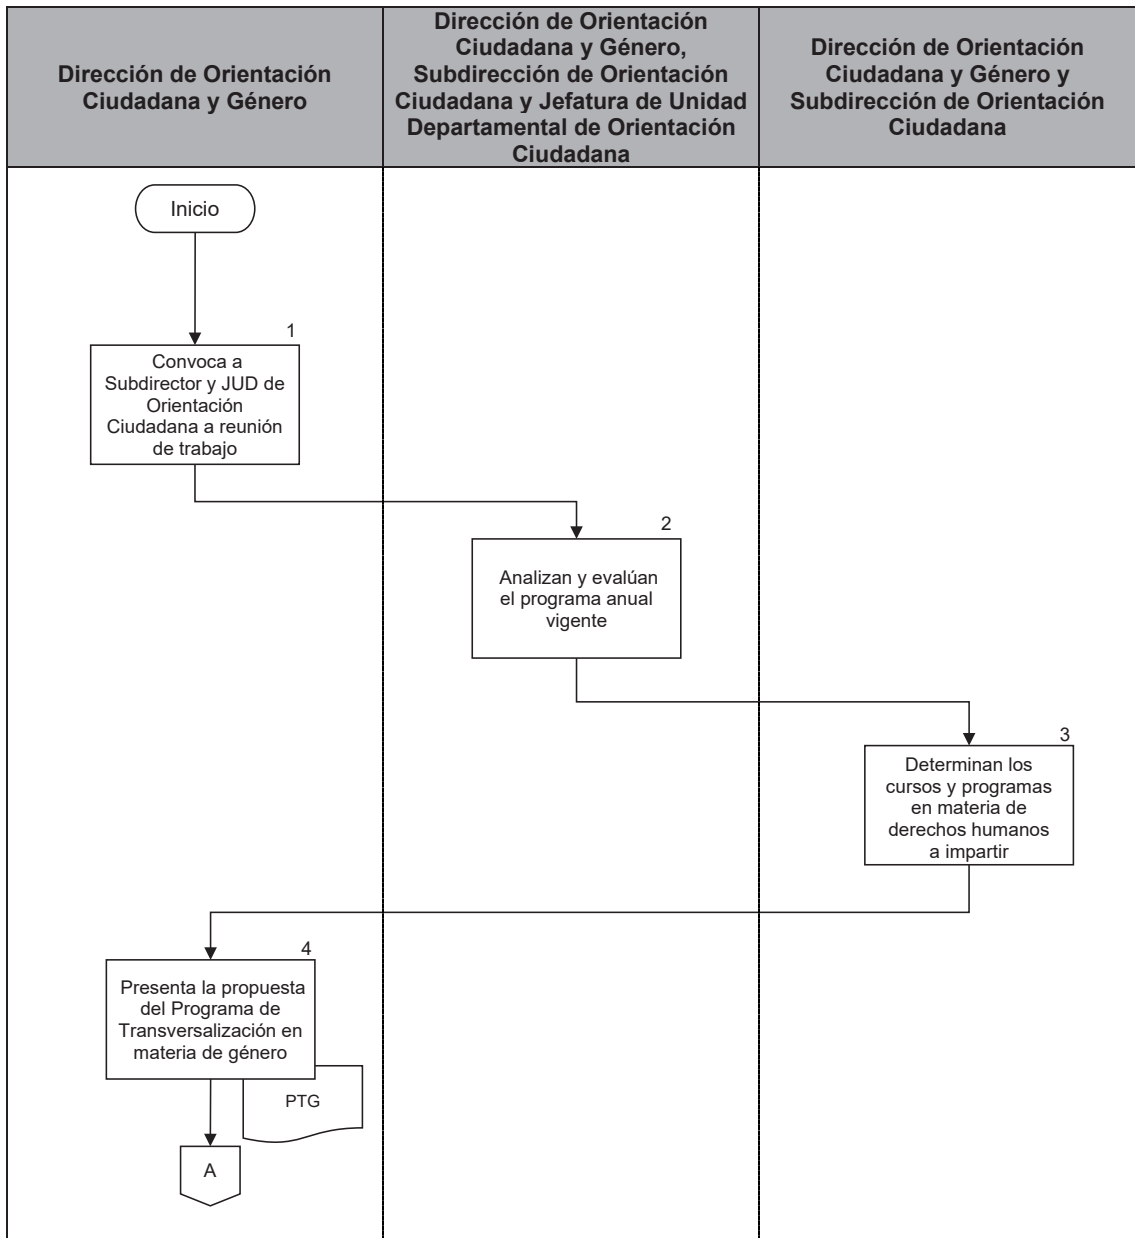 Dirección de Orientación
Ciudadana y Género
Dirección de Orientación
Ciudadana y Género,
Subdirección de Orientación
Ciudadana y Jefatura de Unidad
Departamental de Orientación
Ciudadana
Dirección de Orientación
Ciudadana y Género y
Subdirección de Orientación
Ciudadana
Inicio
1
Convoca a
Subdirector y JUD de
Orientación
Ciudadana a reunión
de trabajo
2
Analizan y evalúan
el programa anual
vigente
3
Determinan los
cursos y programas
en materia de
derechos humanos
a impartir
4
Presenta la propuesta
del Programa de
Transversalización en
materia de género
PTG
A